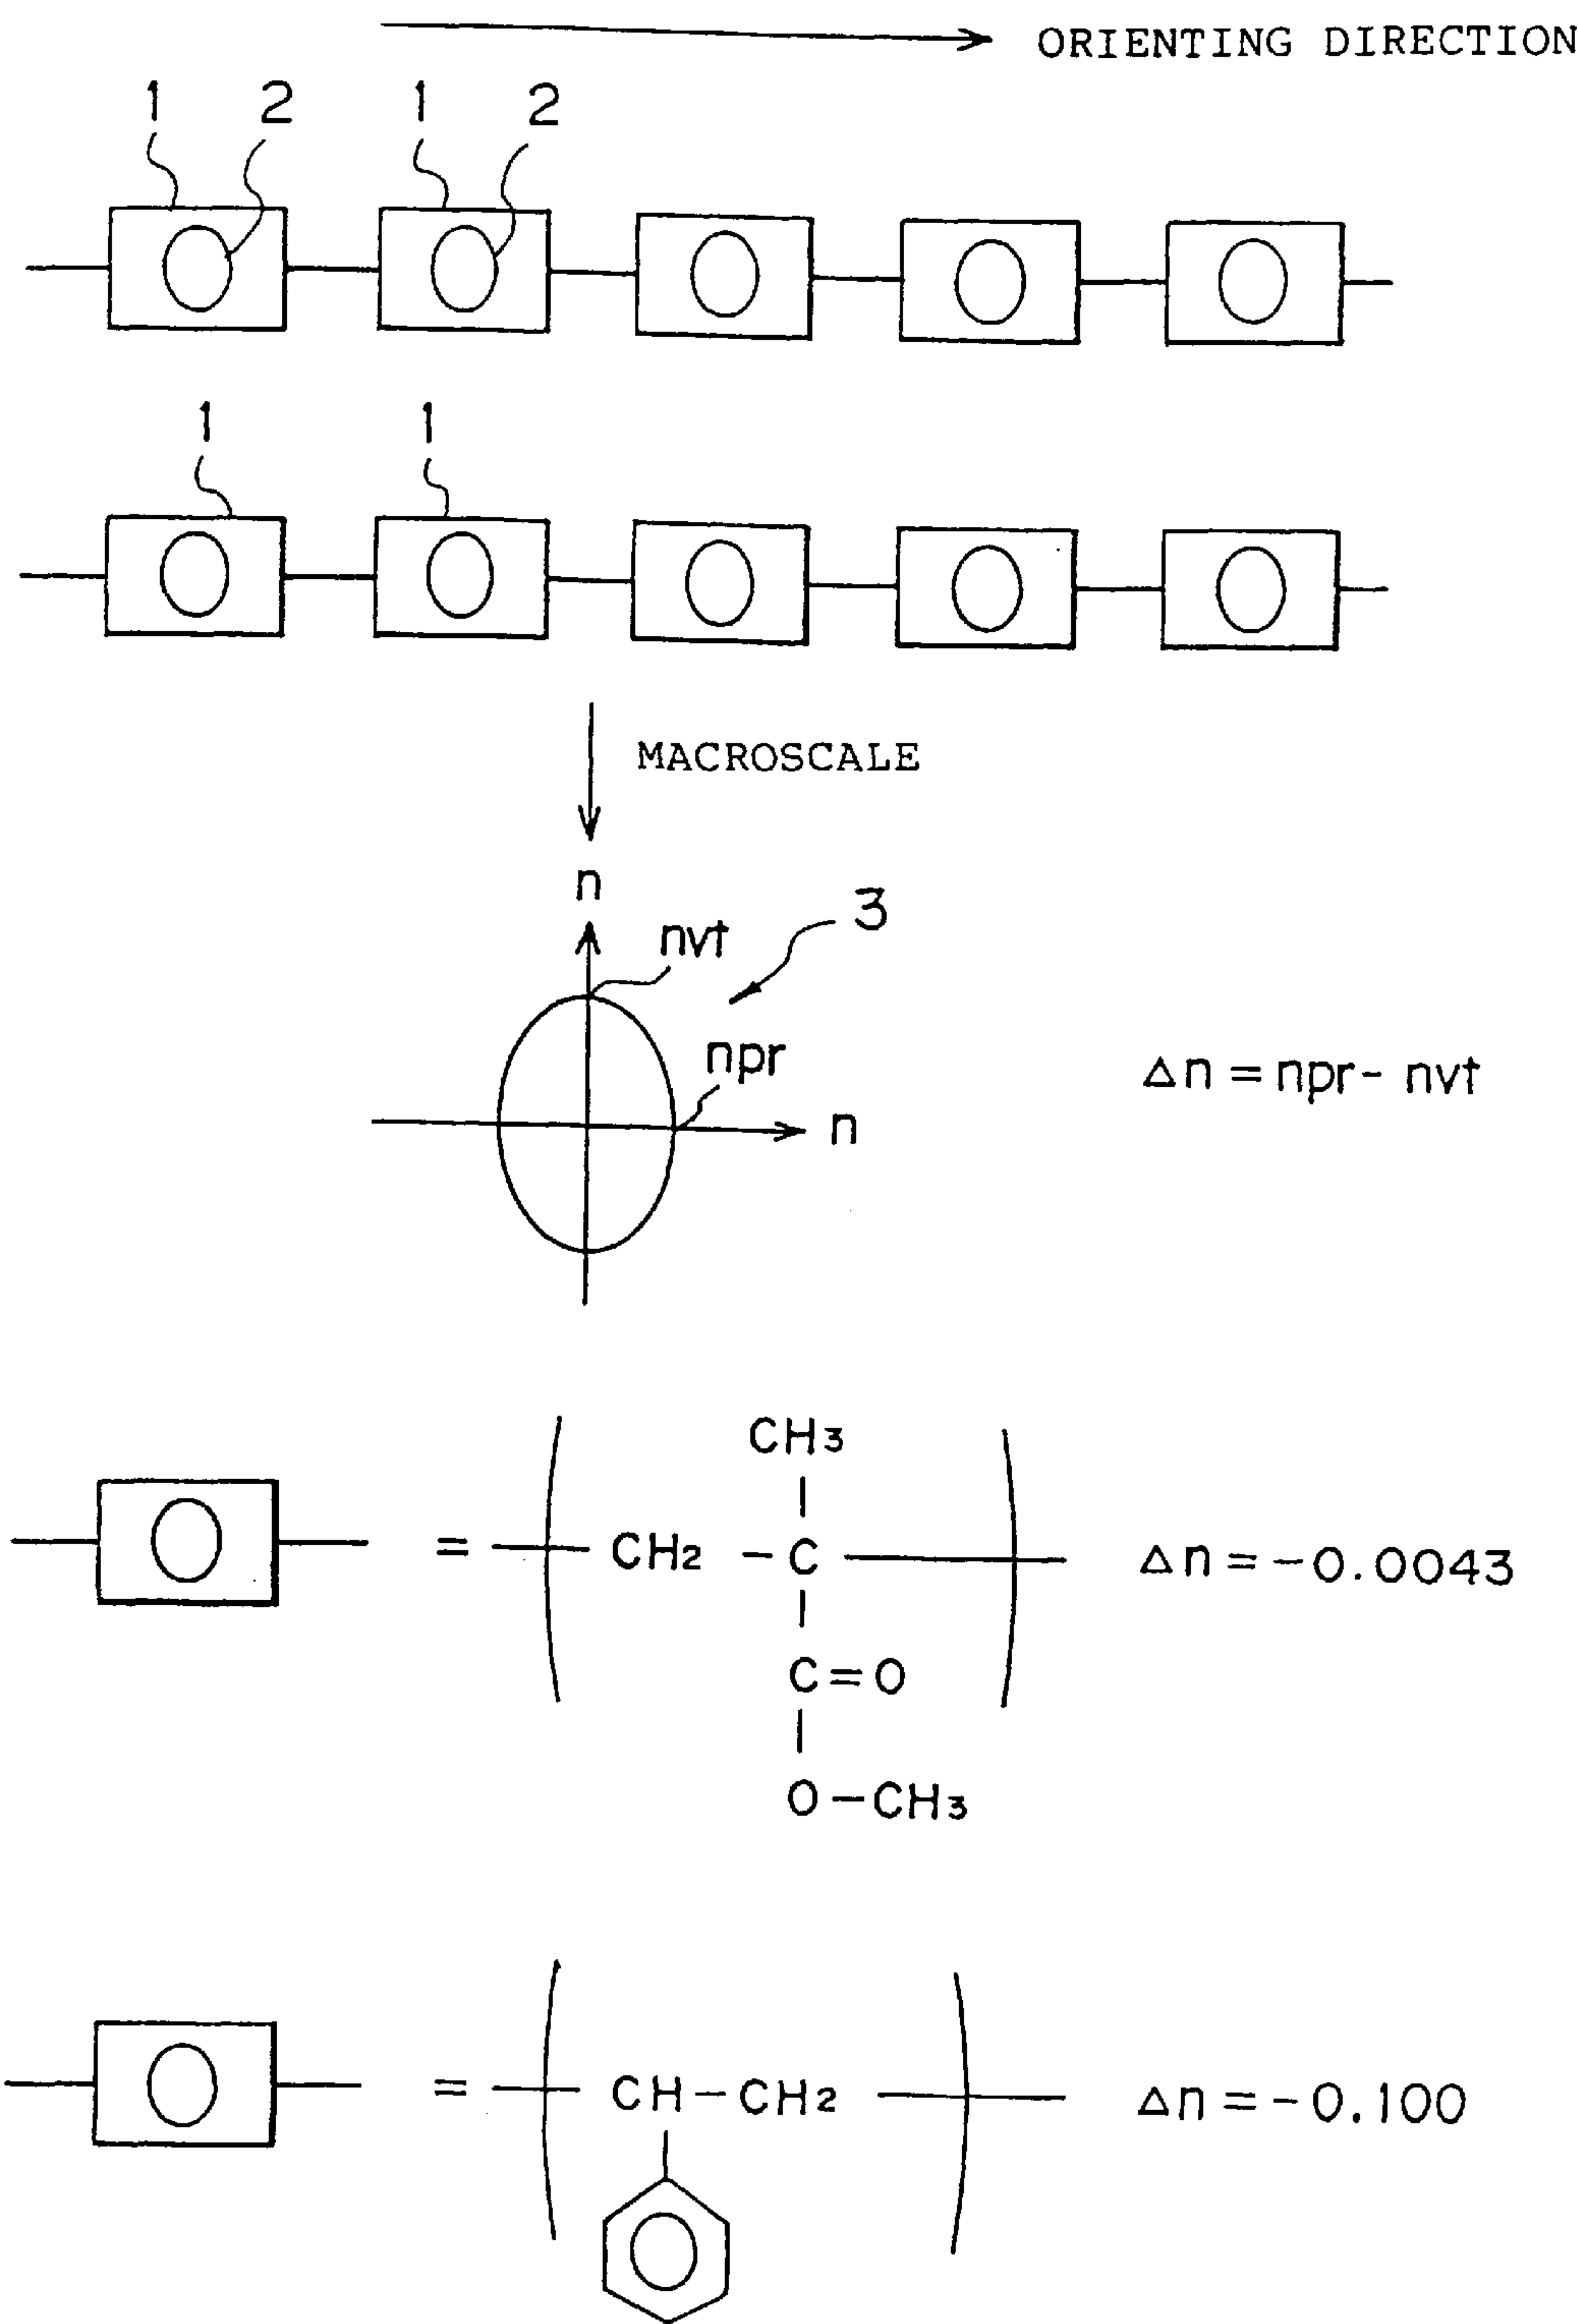 ORIENTING DIRECTION
1 2 1 2
1 1
MACROSCALE
n
nvt 3
npr
n
Δn = npr - nvt
CH3
= CH2 - C Δn = -0.0043
C=O
O-CH3
= CH-CH2 Δn = -0.100